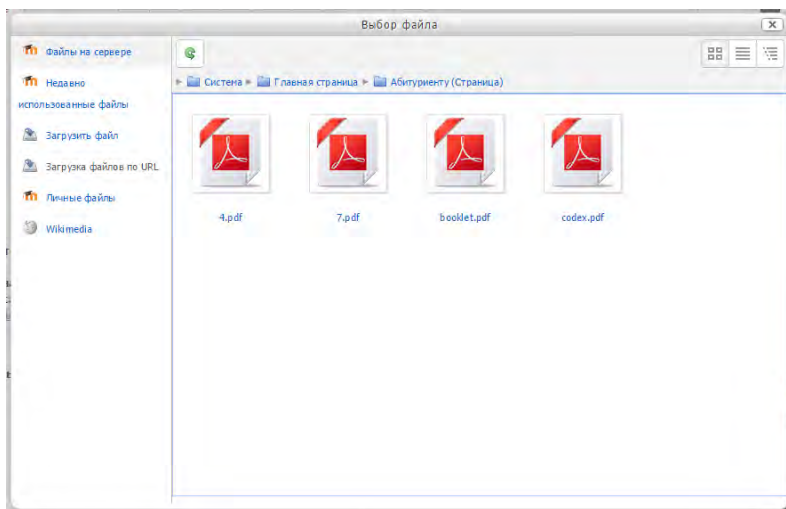 Выбор файла
Файлы на сервере
Недавно
использованные файлы
Загрузить файл
Загрузка файлов по URL
Личные файлы
Wikimedia
Система Главная страница Абитуриенту (Страница)
4.pdf 7.pdf booklet.pdf codex.pdf